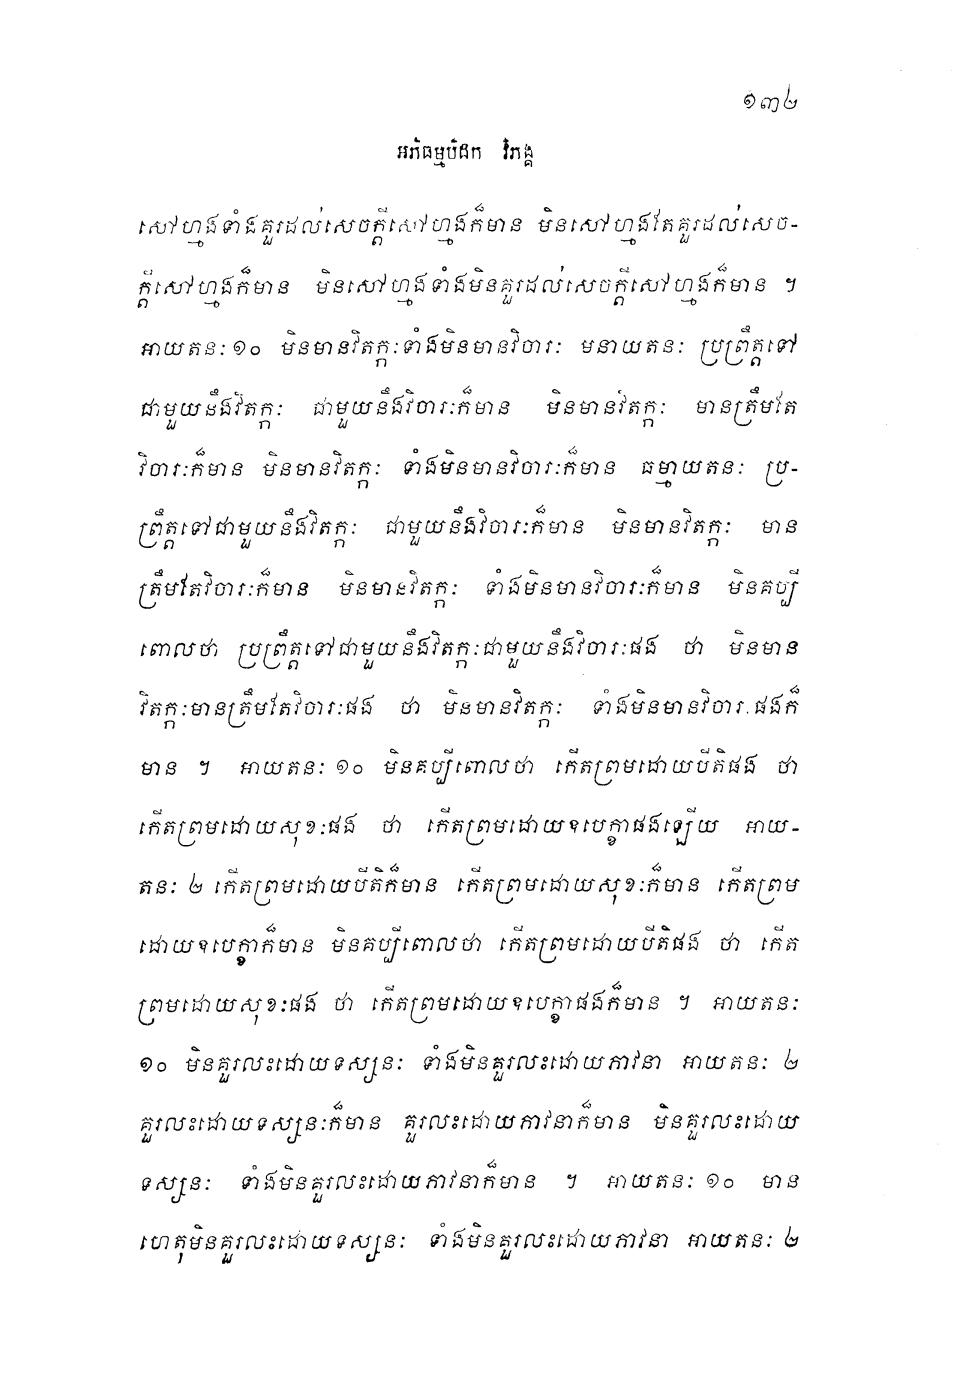 ១៣២
អភិធម្មបិដក វិភង្គ
សៅហ្មងទាំងគួរដល់សេចក្តីសៅហ្មងក៏មាន មិនសៅហ្មងតែគួរដល់សេច-
ក្តីសៅហ្មងក៏មាន មិនសៅហ្មងទាំងមិនគួរដល់សេចក្តីសៅហ្មងក៏មាន ។
អាយតនៈ ១០ មិនមានវិតក្កៈទាំងមិនមានវិចារៈ មនាយតនៈ ប្រព្រឹត្តទៅ
ជាមួយនឹងវិតក្កៈ ជាមួយនឹងវិចារៈក៏មាន មិនមានវិតក្កៈ មានត្រឹមតែ
វិចារៈក៏មាន មិនមានវិតក្កៈ ទាំងមិនមានវិចារៈក៏មាន ធម្មាយតនៈ ប្រ-
ព្រឹត្តទៅជាមួយនឹងវិតក្កៈ ជាមួយនឹងវិចារៈក៏មាន មិនមានវិតក្កៈ មាន
ត្រឹមតែវិចារៈក៏មាន មិនមានវិតក្កៈ ទាំងមិនមានវិចារៈក៏មាន មិនគប្បី
ពោលថា ប្រព្រឹត្តទៅជាមួយនឹងវិតក្កៈជាមួយនឹងវិចារៈផង ថា មិនមាន
វិតក្កៈមានត្រឹមតែវិចារៈផង ថា មិនមានវិតក្កៈ ទាំងមិនមានវិចារៈផងក៏
មាន ។ អាយតនៈ ១០ មិនគប្បីពោលថា កើតព្រមដោយបីតិផង ថា
កើតព្រមដោយសុខៈផង ថា កើតព្រមដោយឧបេក្ខាផងឡើយ អាយ-
តនៈ ២ កើតព្រមដោយបីតិក៏មាន កើតព្រមដោយសុខៈក៏មាន កើតព្រម
ដោយឧបេក្ខាក៏មាន មិនគប្បីពោលថា កើតព្រមដោយបីតិផង ថា កើត
ព្រមដោយសុខៈផង ថា កើតព្រមដោយឧបេក្ខាផងក៏មាន ។ អាយតនៈ
១០ មិនគួរលះដោយទស្សនៈ ទាំងមិនគួរលះដោយភាវនា អាយតនៈ ២
គួរលះដោយទស្សនៈក៏មាន គួរលះដោយភាវនាក៏មាន មិនគួរលះដោយ
ទស្សនៈ ទាំងមិនគួរលះដោយភាវនាក៏មាន ។ អាយតនៈ ១០ មាន
ហេតុមិនគួរលះដោយទស្សនៈ ទាំងមិនគួរលះដោយភាវនា អាយតនៈ ២